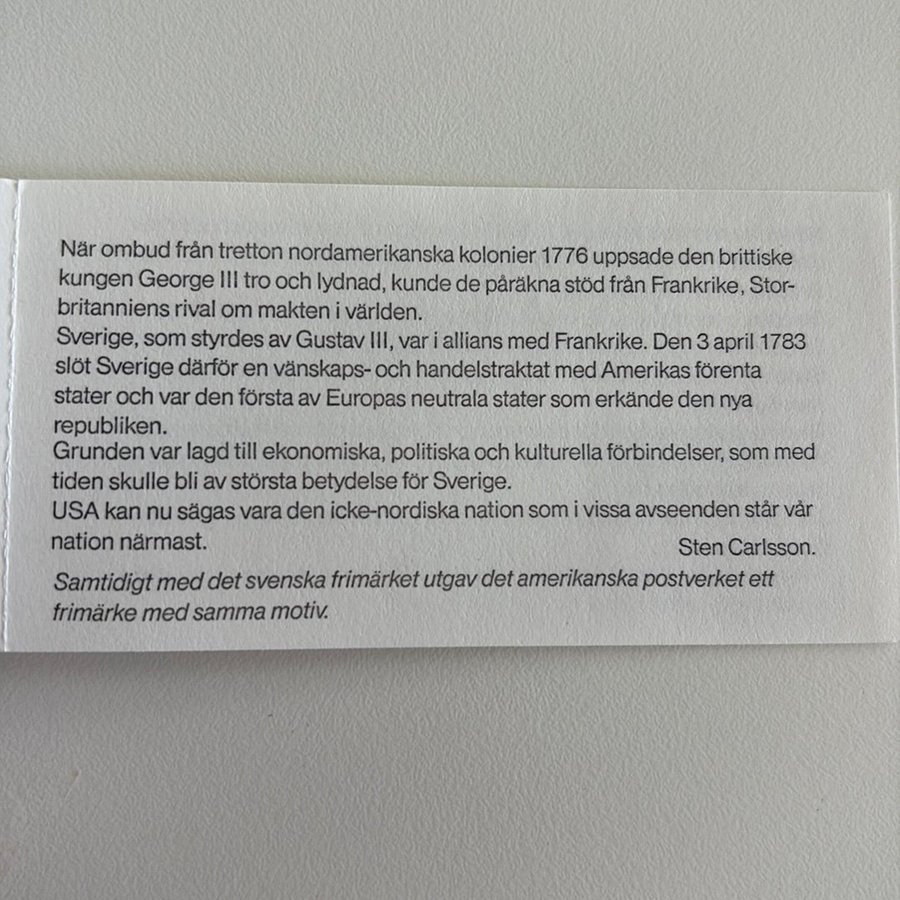 När ombud från tretton nordamerikanska kolonier 1776 uppsade den brittiske
kungen George III tro och lydnad, kunde de påräkna stöd från Frankrike, Stor-
britanniens rival om makten i världen.
Sverige, som styrdes av Gustav III, var i allians med Frankrike. Den 3 april 1783
slöt Sverige därför en vänskaps- och handelstraktat med Amerikas förenta
stater och var den första av Europas neutrala stater som erkände den nya
republiken.
Grunden var lagd till ekonomiska, politiska och kulturella förbindelser, som med
tiden skulle bli av största betydelse för Sverige.
USA kan nu sägas vara den icke-nordiska nation som i vissa avseenden står vår
nation närmast.
Sten Carlsson.
Samtidigt med det svenska frimärket utgav det amerikanska postverket ett
frimärke med samma motiv.